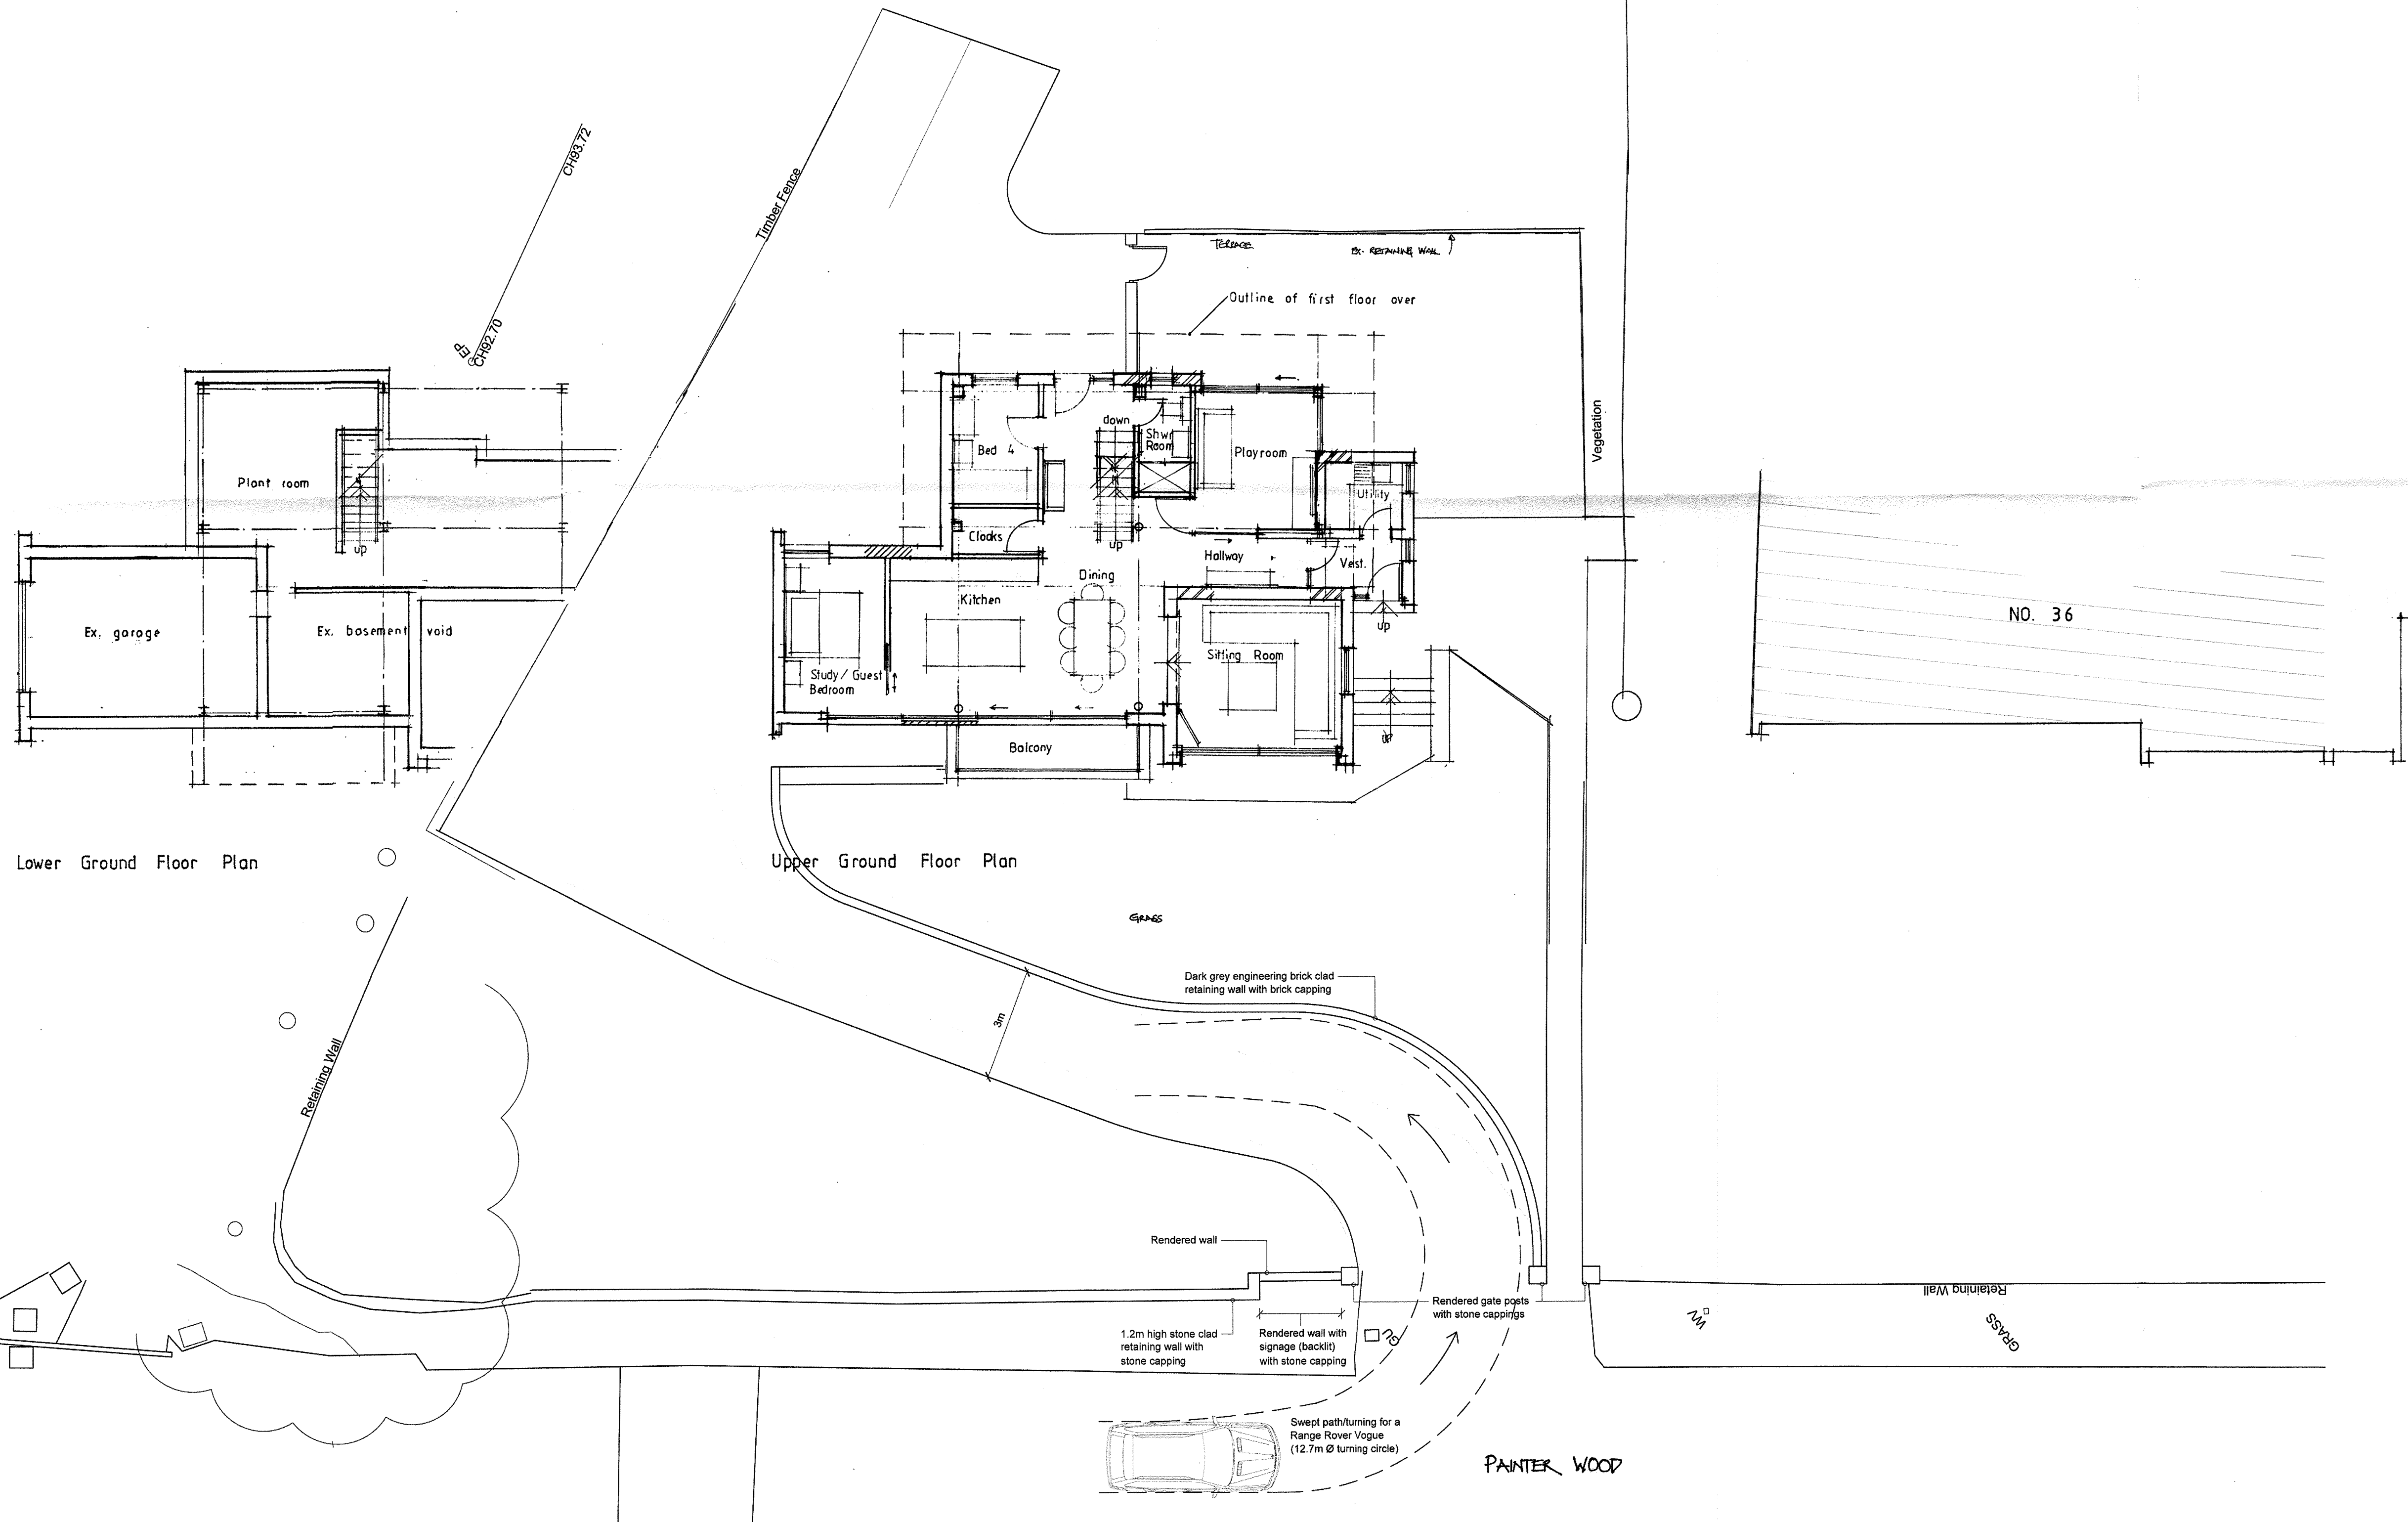 CH93.72
Timber Fence
TERRACE
EX. RETAINING WALL
Outline of first floor over
EP
CH92.70
Vegetation
down
Shwr
Room
Bed 4
Playroom
Plant room
Utility
Cloaks
up
up
Hallway
Vest.
Dining
Kitchen
NO. 36
up
Ex. garage
Ex. basement void
Sitting Room
Study/Guest
Bedroom
up
Balcony
Lower Ground Floor Plan
Upper Ground Floor Plan
GRASS
Dark grey engineering brick clad
retaining wall with brick capping
3m
Retaining Wall
Rendered wall
Retaining Wall
Rendered gate posts
with stone cappings
WV
GRASS
1.2m high stone clad
retaining wall with
stone capping
Rendered wall with
signage (backlit)
with stone capping
GU
Swept path/turning for a
Range Rover Vogue
(12.7m Ø turning circle)
PAINTER WOOD